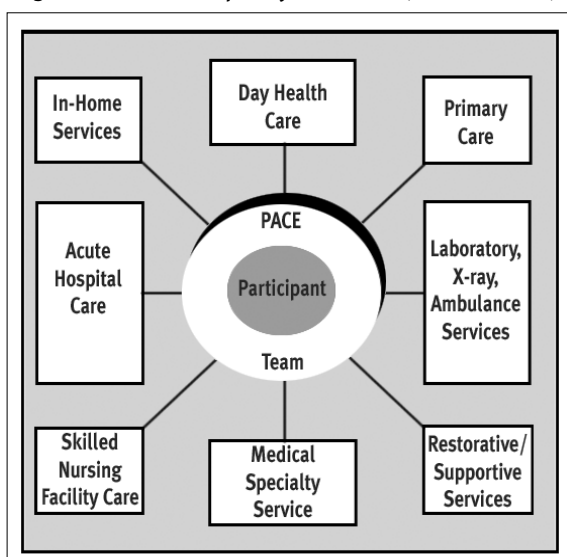 In-Home
Services
Day Health
Care
Primary
Care
PACE
Acute
Hospital
Care
Participant
Laboratory,
X-ray,
Ambulance
Services
Team
Skilled
Nursing
Facility Care
Medical
Specialty
Service
Restorative/
Supportive
Services